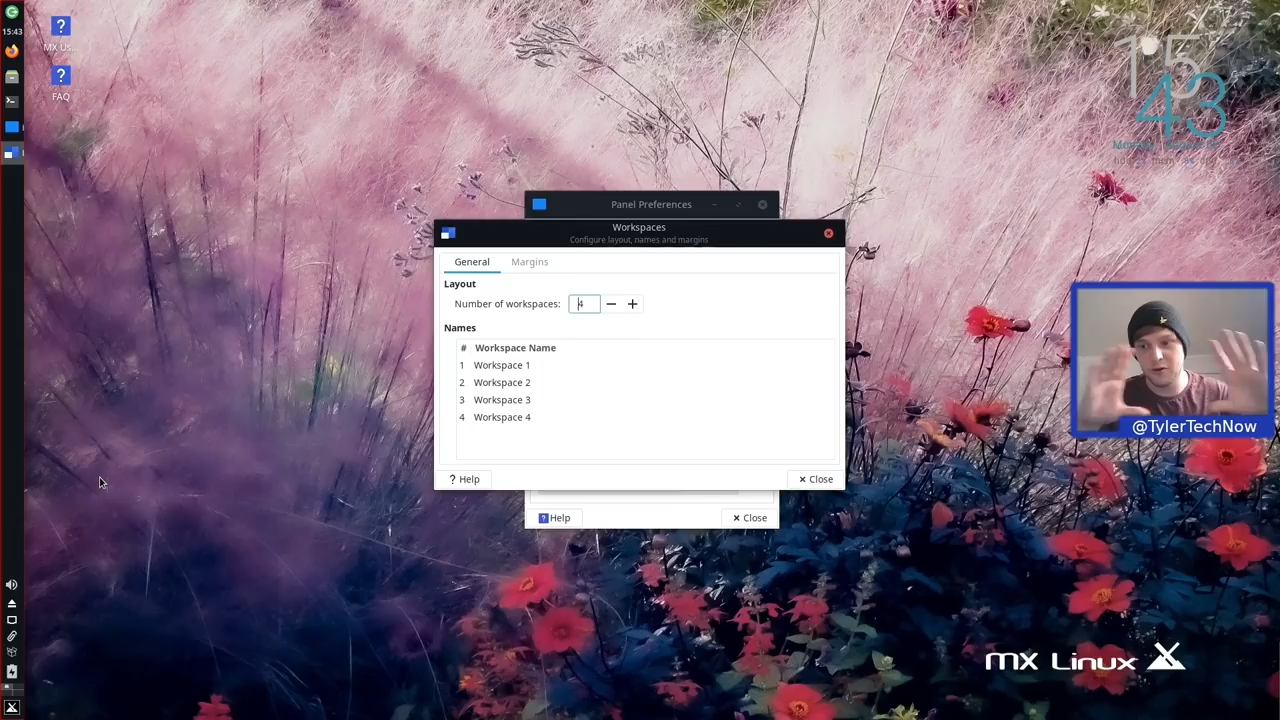 15:43
MX Us...
FAQ
15
43
Panel Preferences
Workspaces
Configure layout, names and margins
General
Margins
Layout
Number of workspaces:
4
Names
# Workspace Name
1 Workspace 1
2 Workspace 2
3 Workspace 3
4 Workspace 4
? Help
Close
? Help
Close
@TylerTechNow
MX Linux